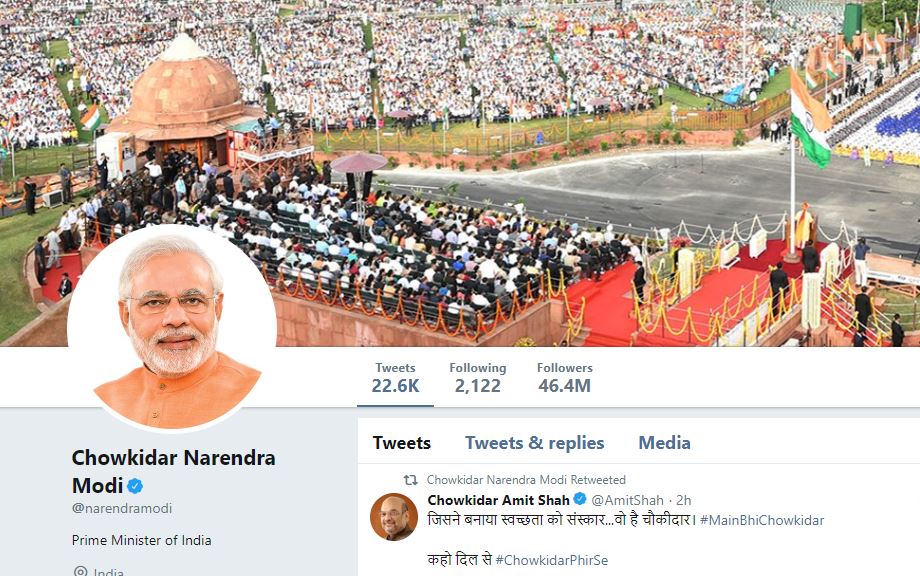 Tweets Following Followers
22.6K 2,122 46.4M
Chowkidar Narendra
Modi
@narendramodi
Prime Minister of India
India
Tweets Tweets & replies Media
Chowkidar Narendra Modi Retweeted
Chowkidar Amit Shah @AmitShah · 2h
जिसने बनाया स्वच्छता को संस्कार...वो है चौकीदार। #MainBhiChowkidar
कहो दिल से #ChowkidarPhirSe